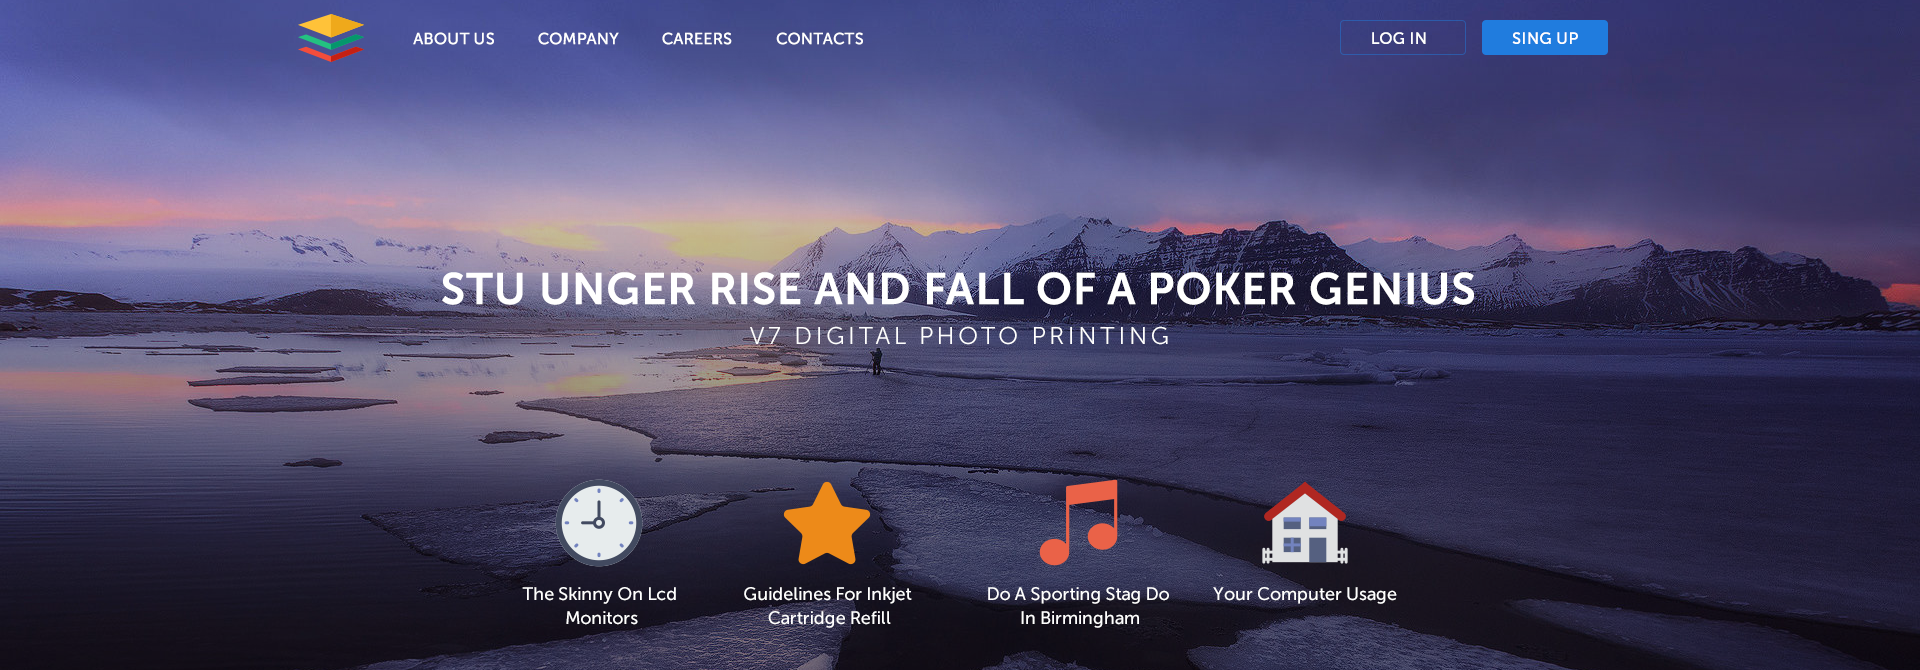 ABOUT US COMPANY CAREERS CONTACTS LOG IN SING UP
STU UNGER RISE AND FALL OF A POKER GENIUS
V7 DIGITAL PHOTO PRINTING
The Skinny On Lcd
Monitors
Guidelines For Inkjet
Cartridge Refill
Do A Sporting Stag Do
In Birmingham
Your Computer Usage